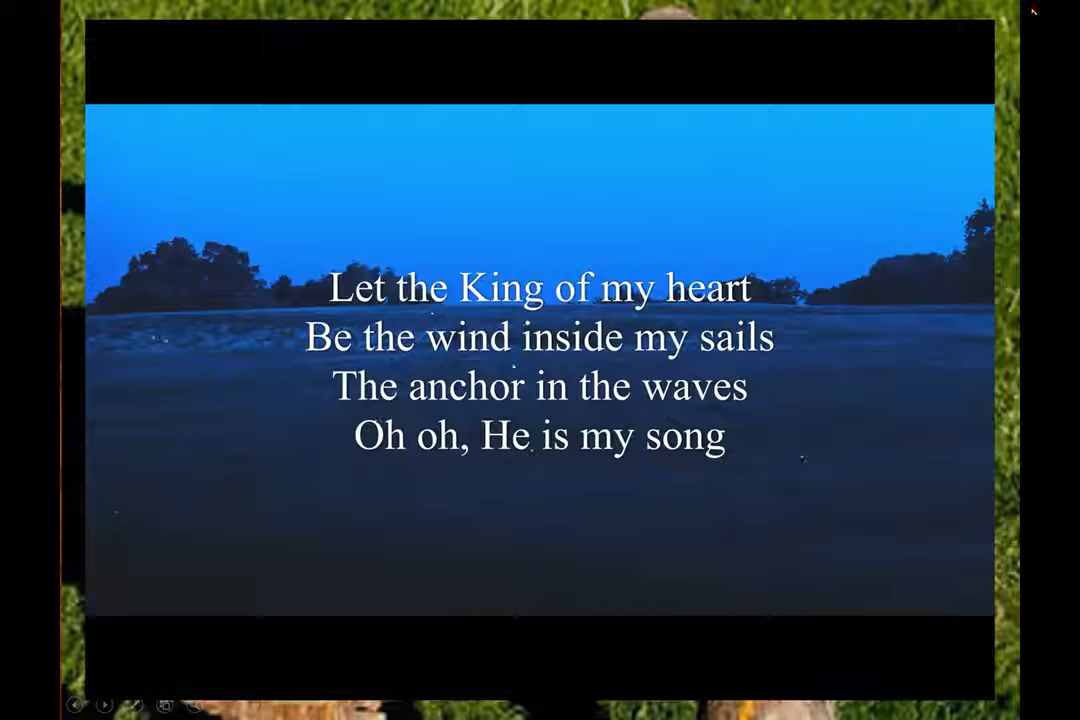 Let the King of my heart
Be the wind inside my sails
The anchor in the waves
Oh oh, He is my song